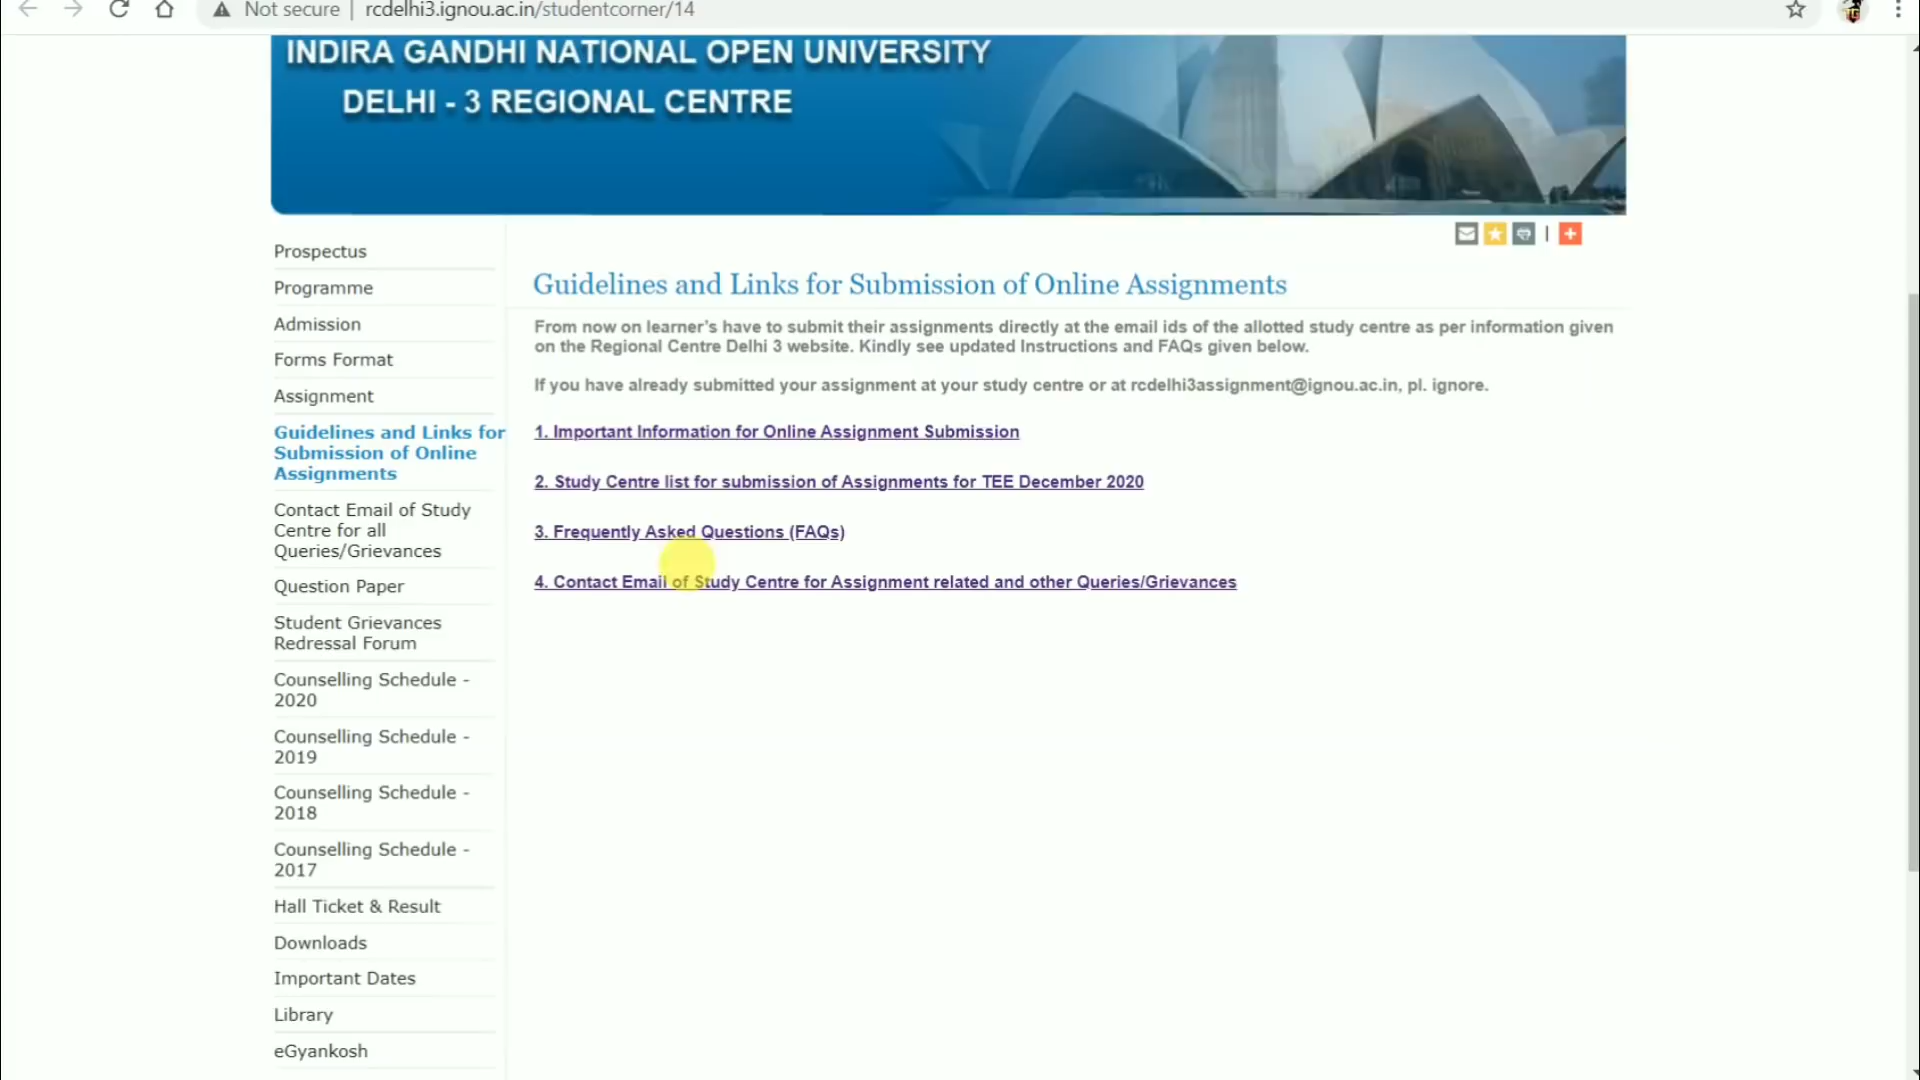 Not secure | rcdelhi3.ignou.ac.in/studentcorner/14
INDIRA GANDHI NATIONAL OPEN UNIVERSITY
DELHI - 3 REGIONAL CENTRE
Prospectus
Programme
Admission
Forms Format
Assignment
Guidelines and Links for
Submission of Online
Assignments
Contact Email of Study
Centre for all
Queries/Grievances
Question Paper
Student Grievances
Redressal Forum
Counselling Schedule -
2020
Counselling Schedule -
2019
Counselling Schedule -
2018
Counselling Schedule -
2017
Hall Ticket & Result
Downloads
Important Dates
Library
eGyankosh
Guidelines and Links for Submission of Online Assignments
From now on learner's have to submit their assignments directly at the email ids of the allotted study centre as per information given
on the Regional Centre Delhi 3 website. Kindly see updated Instructions and FAQs given below.
If you have already submitted your assignment at your study centre or at rcdelhi3assignment@ignou.ac.in, pl. ignore.
1. Important Information for Online Assignment Submission
2. Study Centre list for submission of Assignments for TEE December 2020
3. Frequently Asked Questions (FAQs)
4. Contact Email of Study Centre for Assignment related and other Queries/Grievances